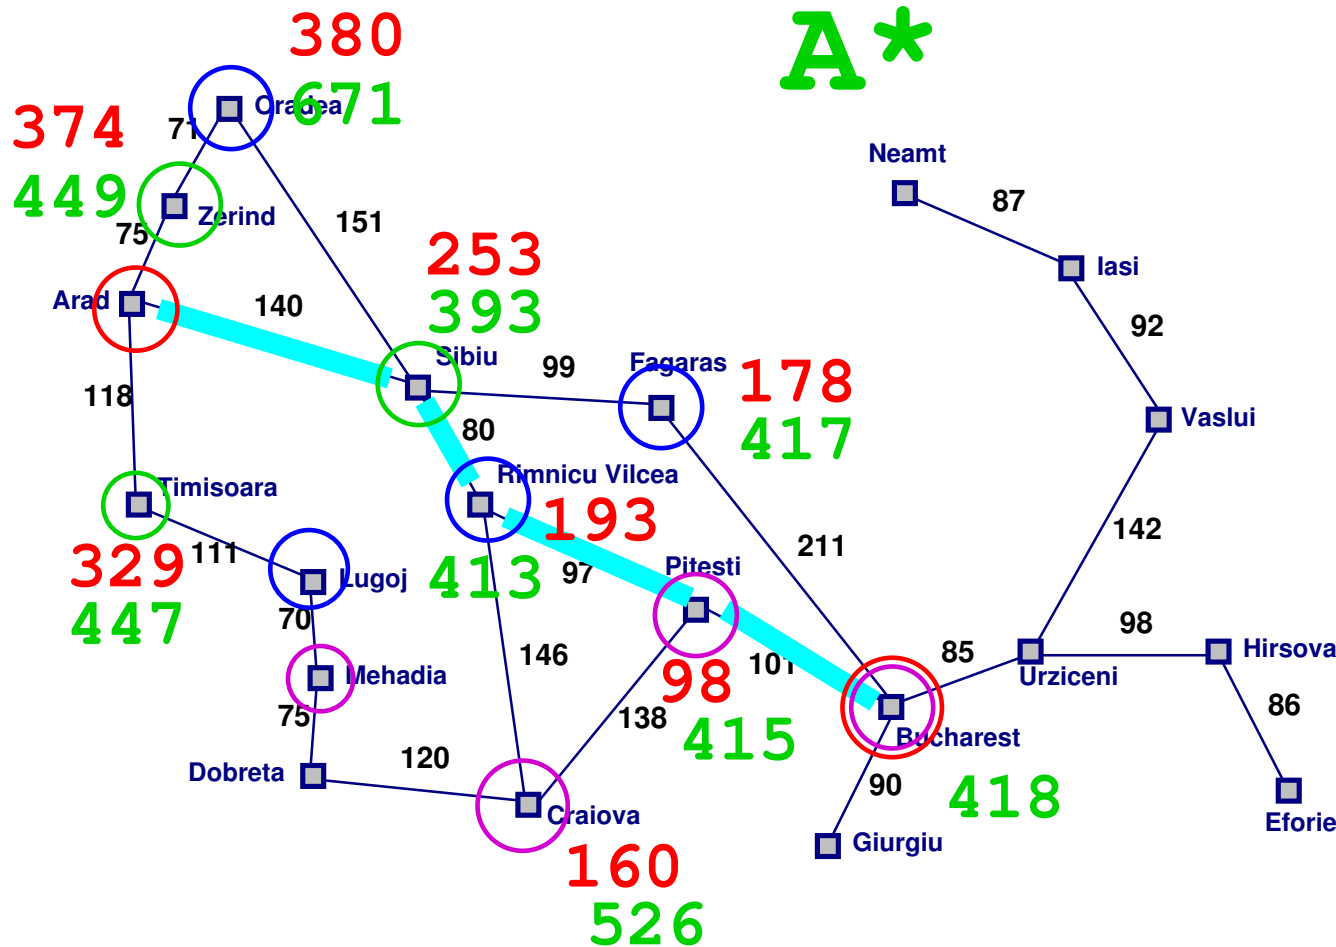 380
A*
Oradea
671
374
71
Neamt
449
87
Zerind
75
151
253
Iasi
Arad
140
393
92
Sibiu
99
Fagaras
178
118
417
Vaslui
80
Rimnicu Vilcea
Timisoara
193
142
111
211
329
Pitesti
97
413
Lugoj
447
70
98
85
Hirsova
146
101
Mehadia
98
Urziceni
75
138
86
415
Bucharest
Dobreta
120
90
418
Craiova
Eforie
Giurgiu
160
526